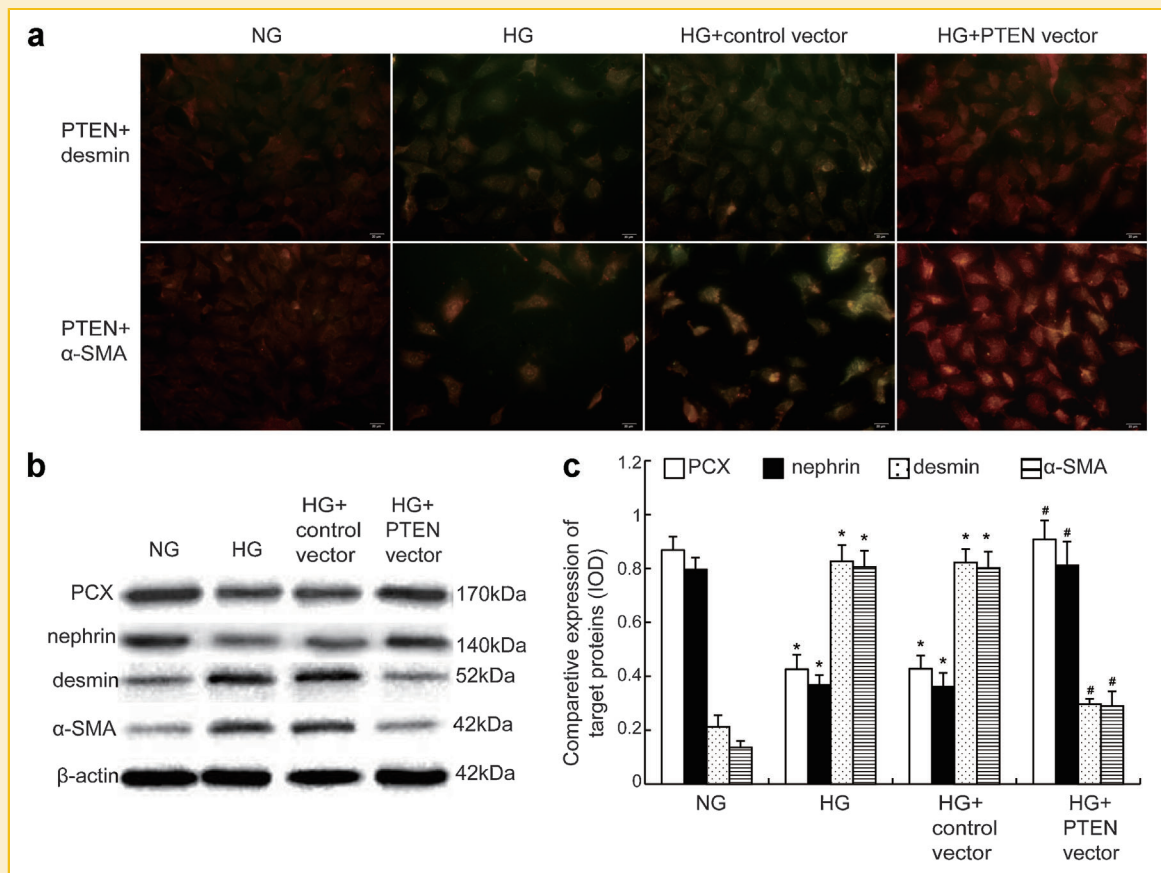 a
NG HG HG+control vector HG+PTEN vector
PTEN+
desmin
PTEN+
α-SMA
b
NG HG HG+
control
vector HG+
PTEN
vector
PCX 170kDa
nephrin 140kDa
desmin 52kDa
α-SMA 42kDa
β-actin 42kDa
c
PCX nephrin desmin α-SMA
Comparetive expression of
target proteins (IOD)
1.2
1
0.8
0.6
0.4
0.2
0
* * * *
* * * *
# # # #
NG HG HG+
control
vector HG+
PTEN
vector